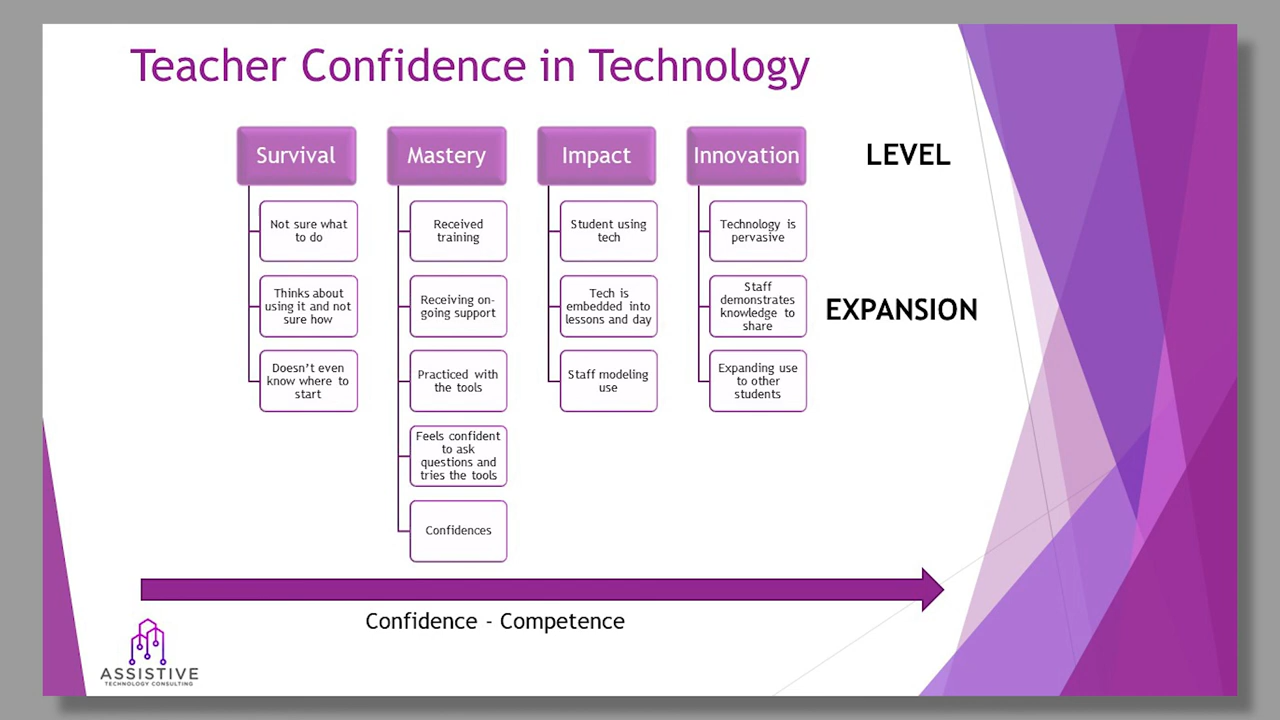 Teacher Confidence in Technology
Survival
Mastery
Impact
Innovation
LEVEL
Not sure what
to do
Thinks about
using it and not
sure how
Doesn't even
know where to
start
Received
training
Receiving on-
going support
Practiced with
the tools
Feels confident
to ask
questions and
tries the tools
Confidences
Student using
tech
Tech is
embedded into
lessons and day
Staff modeling
use
Technology is
pervasive
Staff
demonstrates
knowledge to
share
Expanding use
to other
students
EXPANSION
Confidence - Competence
ASSISTIVE
TECHNOLOGY CONSULTING